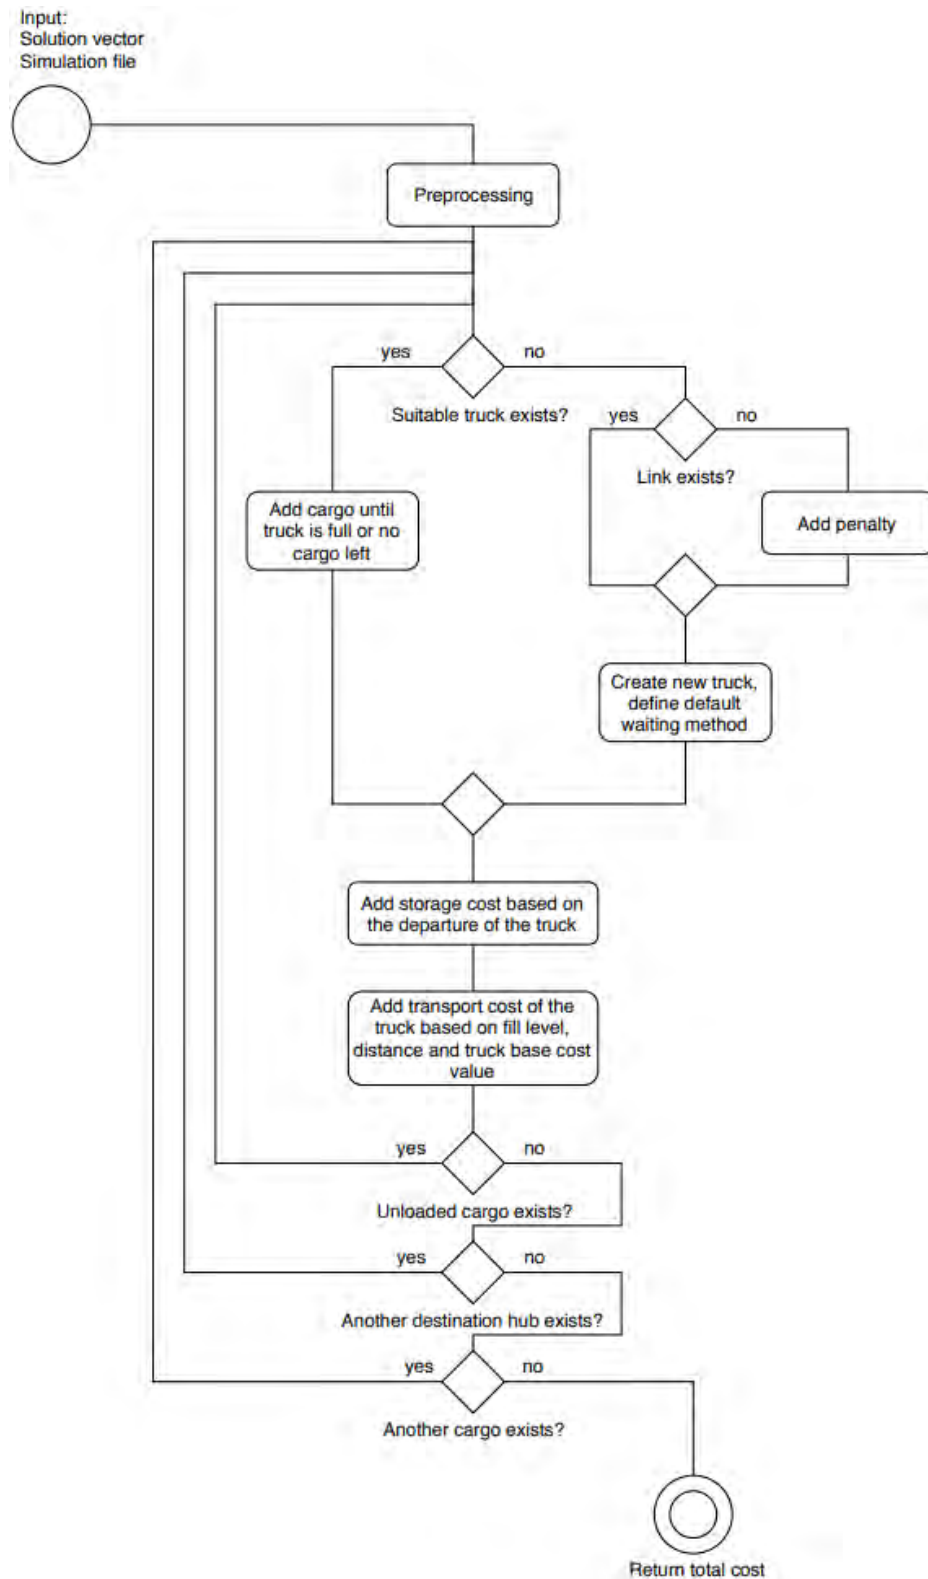 Input:
Solution vector
Simulation file
Preprocessing
yes
no
Suitable truck exists?
yes
no
Link exists?
Add cargo until
truck is full or no
cargo left
Add penalty
Create new truck,
define default
waiting method
Add storage cost based on
the departure of the truck
Add transport cost of the
truck based on fill level,
distance and truck base cost
value
yes
no
Unloaded cargo exists?
yes
no
Another destination hub exists?
yes
no
Another cargo exists?
Return total cost